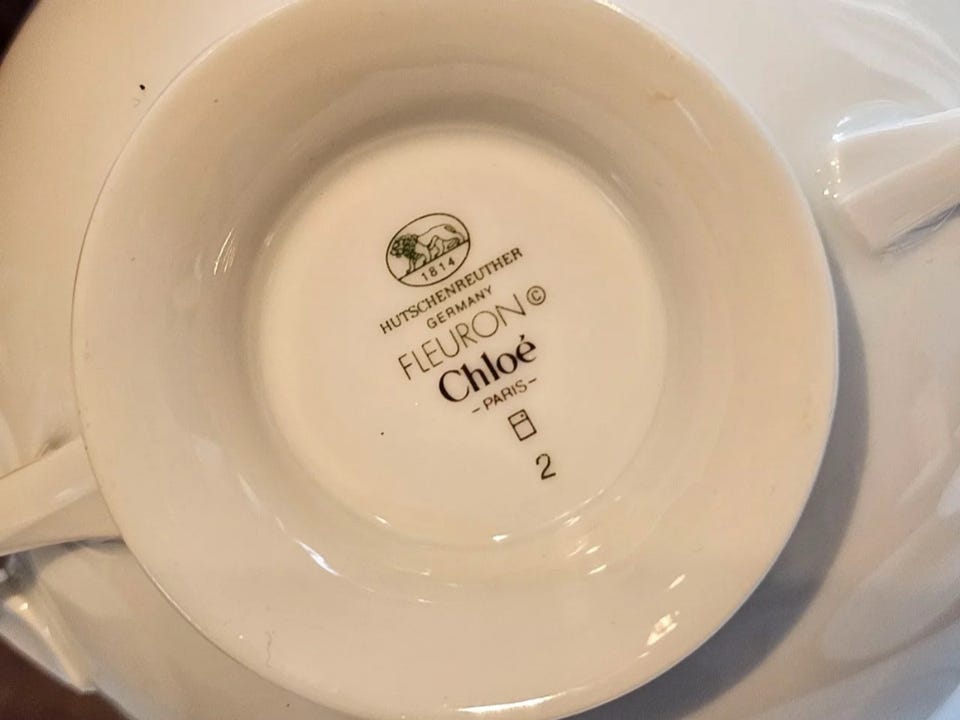 1814
HUTSCHENREUTHER
GERMANY
FLEURON ©
Chloé
-PARIS-
2